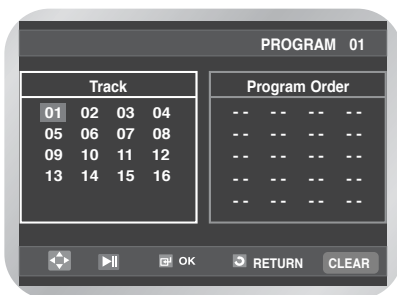 PROGRAM 01
Track
Program Order
01 02 03 04
-- -- -- --
05 06 07 08
-- -- -- --
09 10 11 12
-- -- -- --
13 14 15 16
-- -- -- --
-- -- -- --
OK RETURN CLEAR